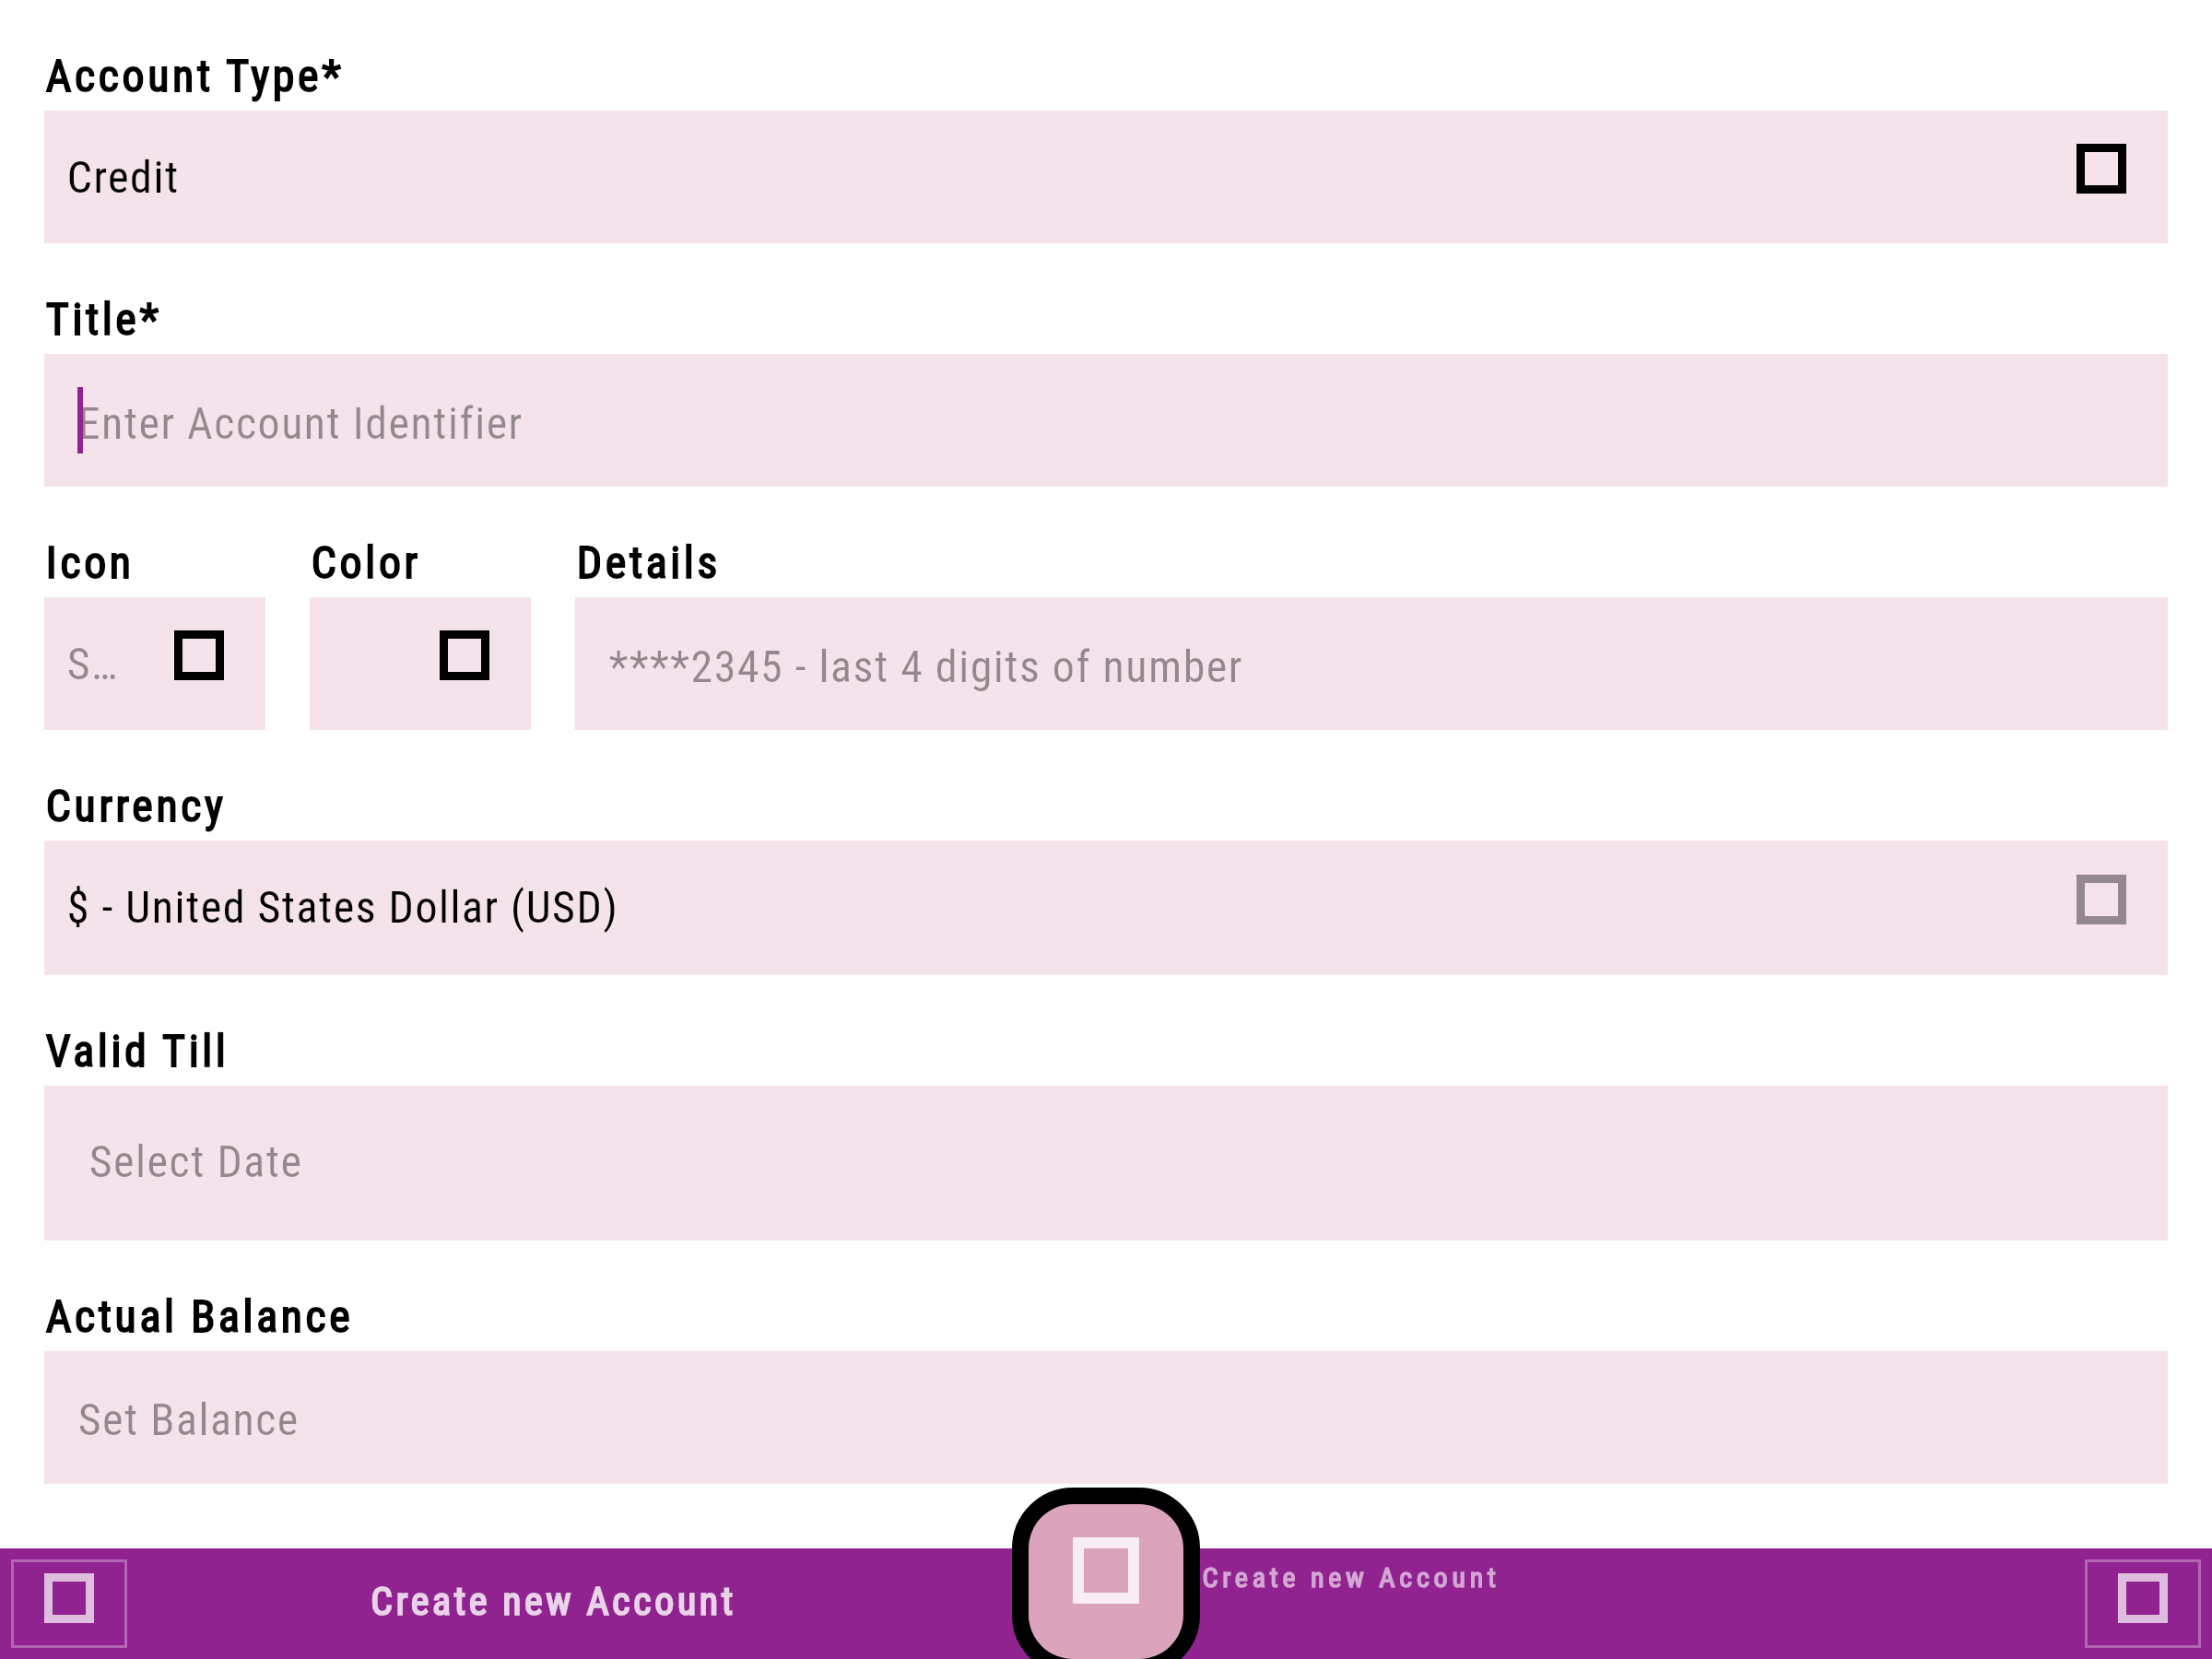 Account Type*
Credit
Title*
Enter Account Identifier
Icon
Color
Details
S…
****2345 - last 4 digits of number
Currency
$ - United States Dollar (USD)
Valid Till
Select Date
Actual Balance
Set Balance
Create new Account
Create new Account